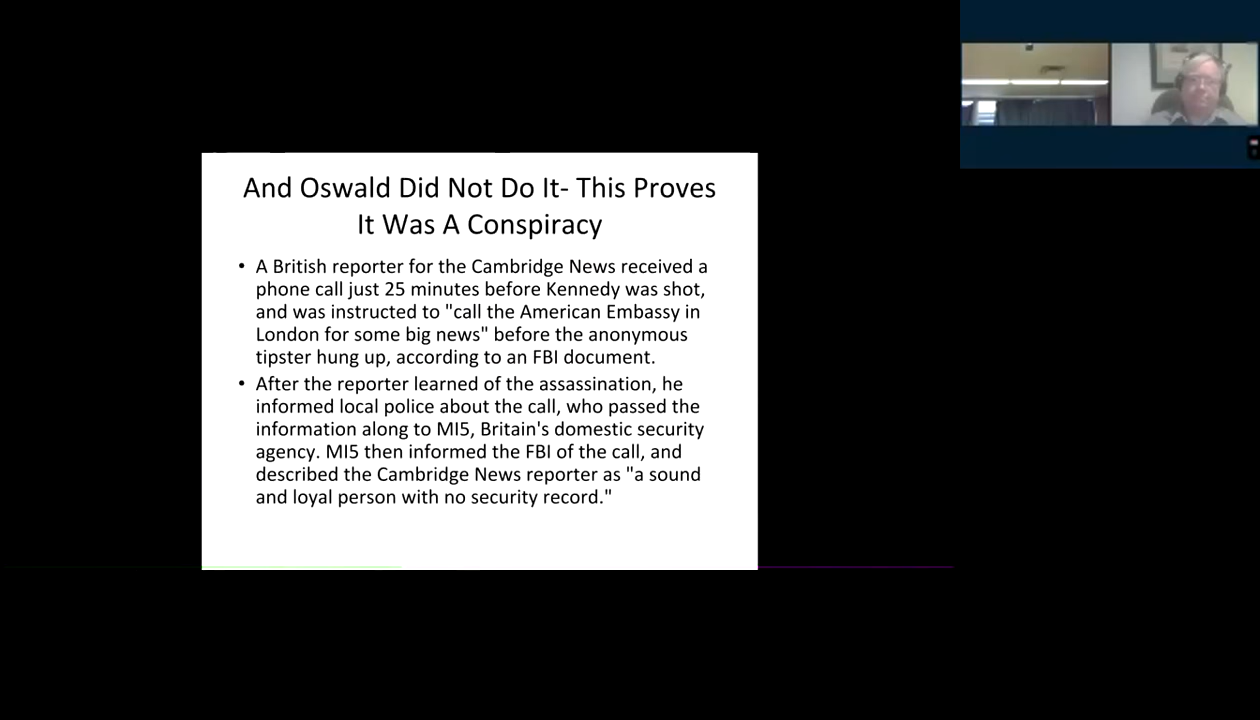 And Oswald Did Not Do It- This Proves
It Was A Conspiracy
• A British reporter for the Cambridge News received a
phone call just 25 minutes before Kennedy was shot,
and was instructed to "call the American Embassy in
London for some big news" before the anonymous
tipster hung up, according to an FBI document.
• After the reporter learned of the assassination, he
informed local police about the call, who passed the
information along to MI5, Britain's domestic security
agency. MI5 then informed the FBI of the call, and
described the Cambridge News reporter as "a sound
and loyal person with no security record."